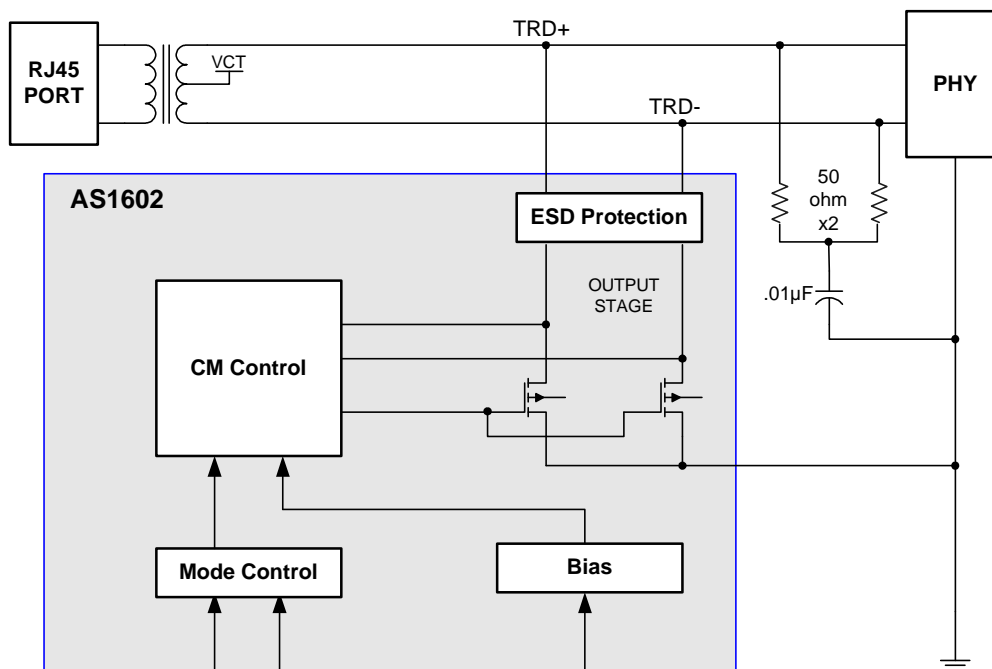 TRD+
RJ45
PORT
VCT
PHY
TRD-
AS1602
50
ohm
x2
ESD Protection
OUTPUT
STAGE
.01µF
CM Control
Mode Control
Bias